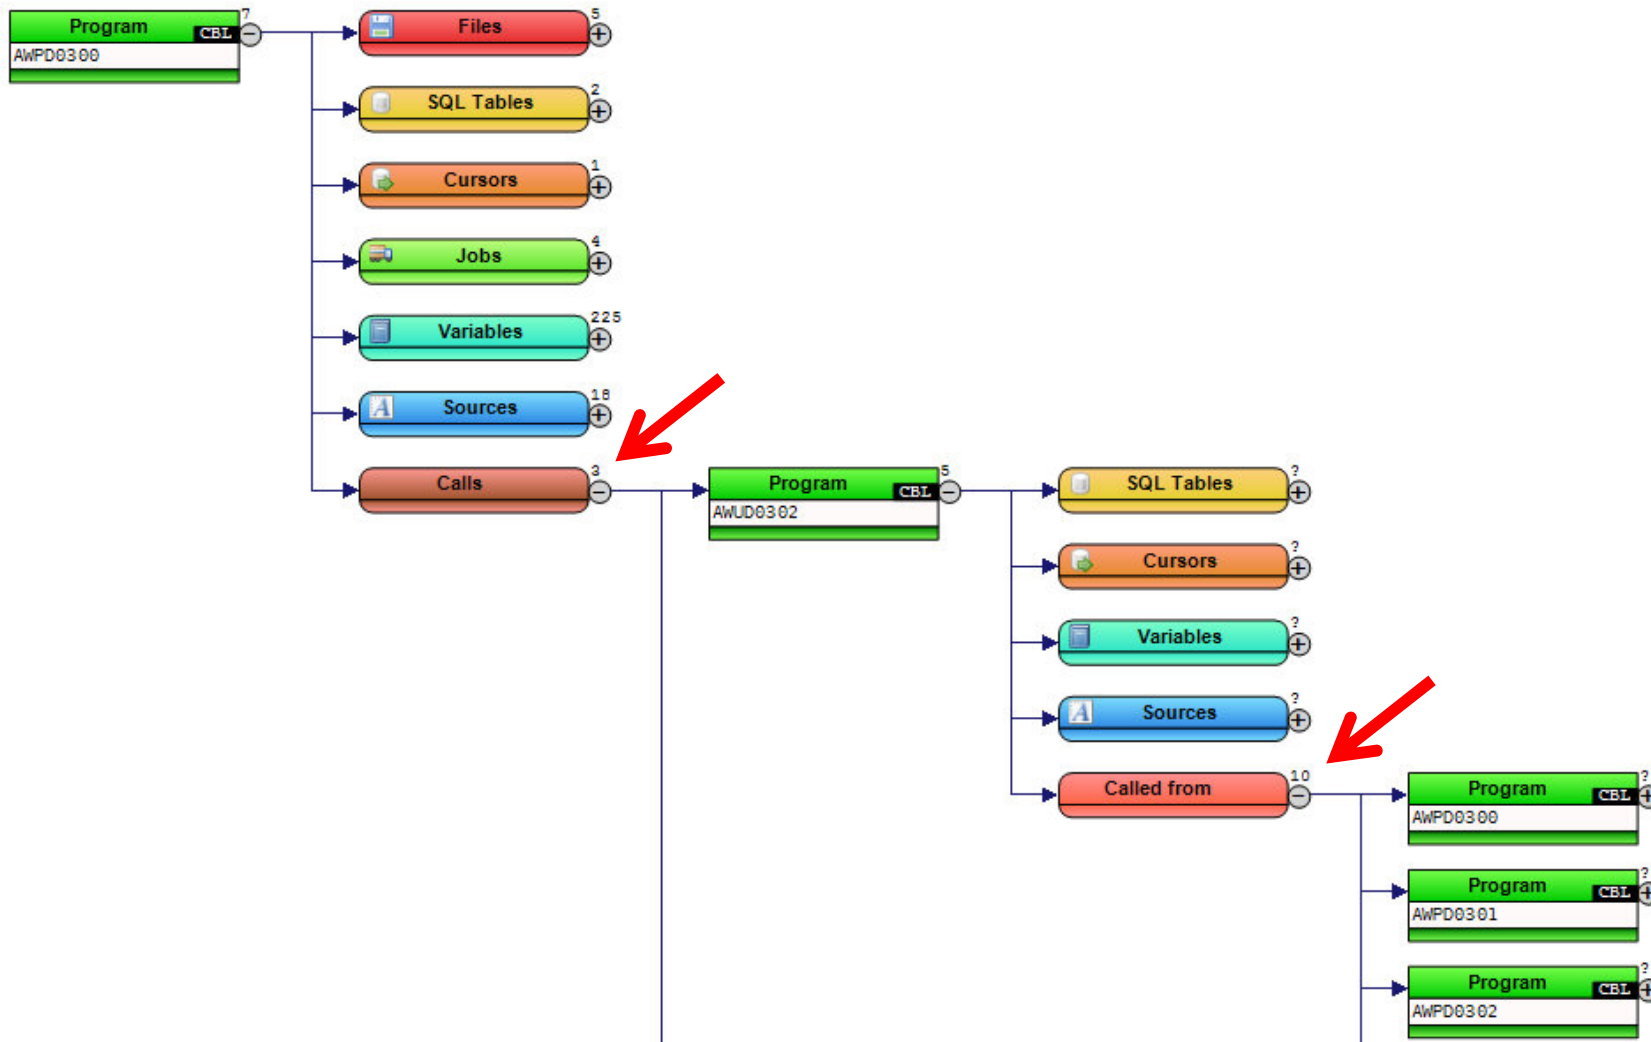 7
Program CBL
AWPD0300
5
Files
2
SQL Tables
1
Cursors
4
Jobs
225
Variables
18
Sources
3
Calls
5
Program CBL
AWUD0302
?
SQL Tables
?
Cursors
?
Variables
?
A Sources
10
Called from
?
Program CBL
AWPD0300
?
Program CBL
AWPD0301
?
Program CBL
AWPD0302